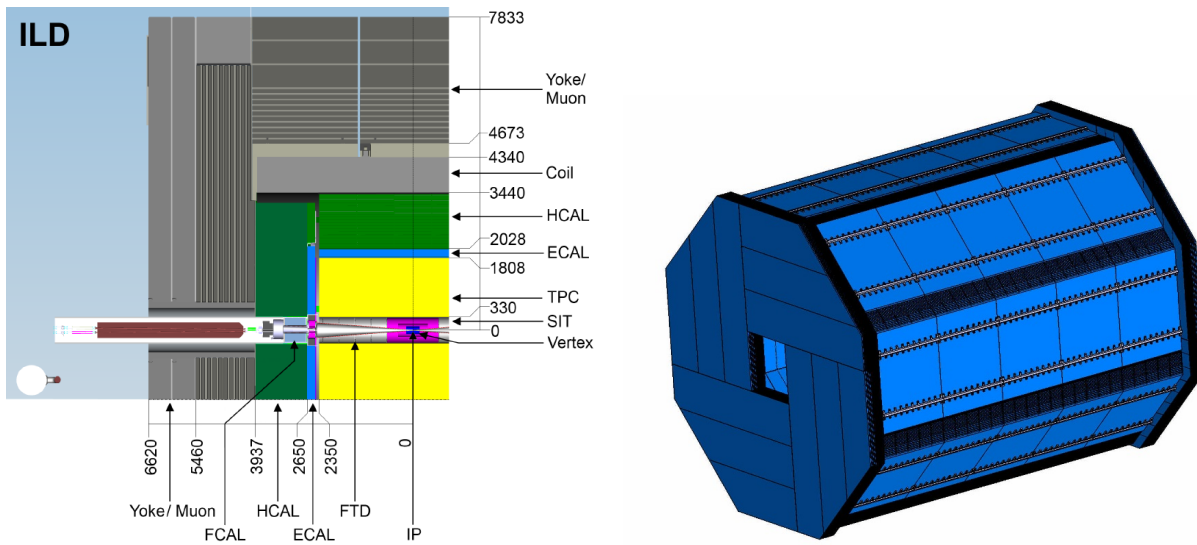 ILD
7833
Yoke/
Muon
4673
4340
Coil
3440
HCAL
2028
ECAL
1808
TPC
330
SIT
0
Vertex
6620
5460
3937
2650
2350
0
Yoke/ Muon
HCAL
FTD
FCAL
ECAL
IP